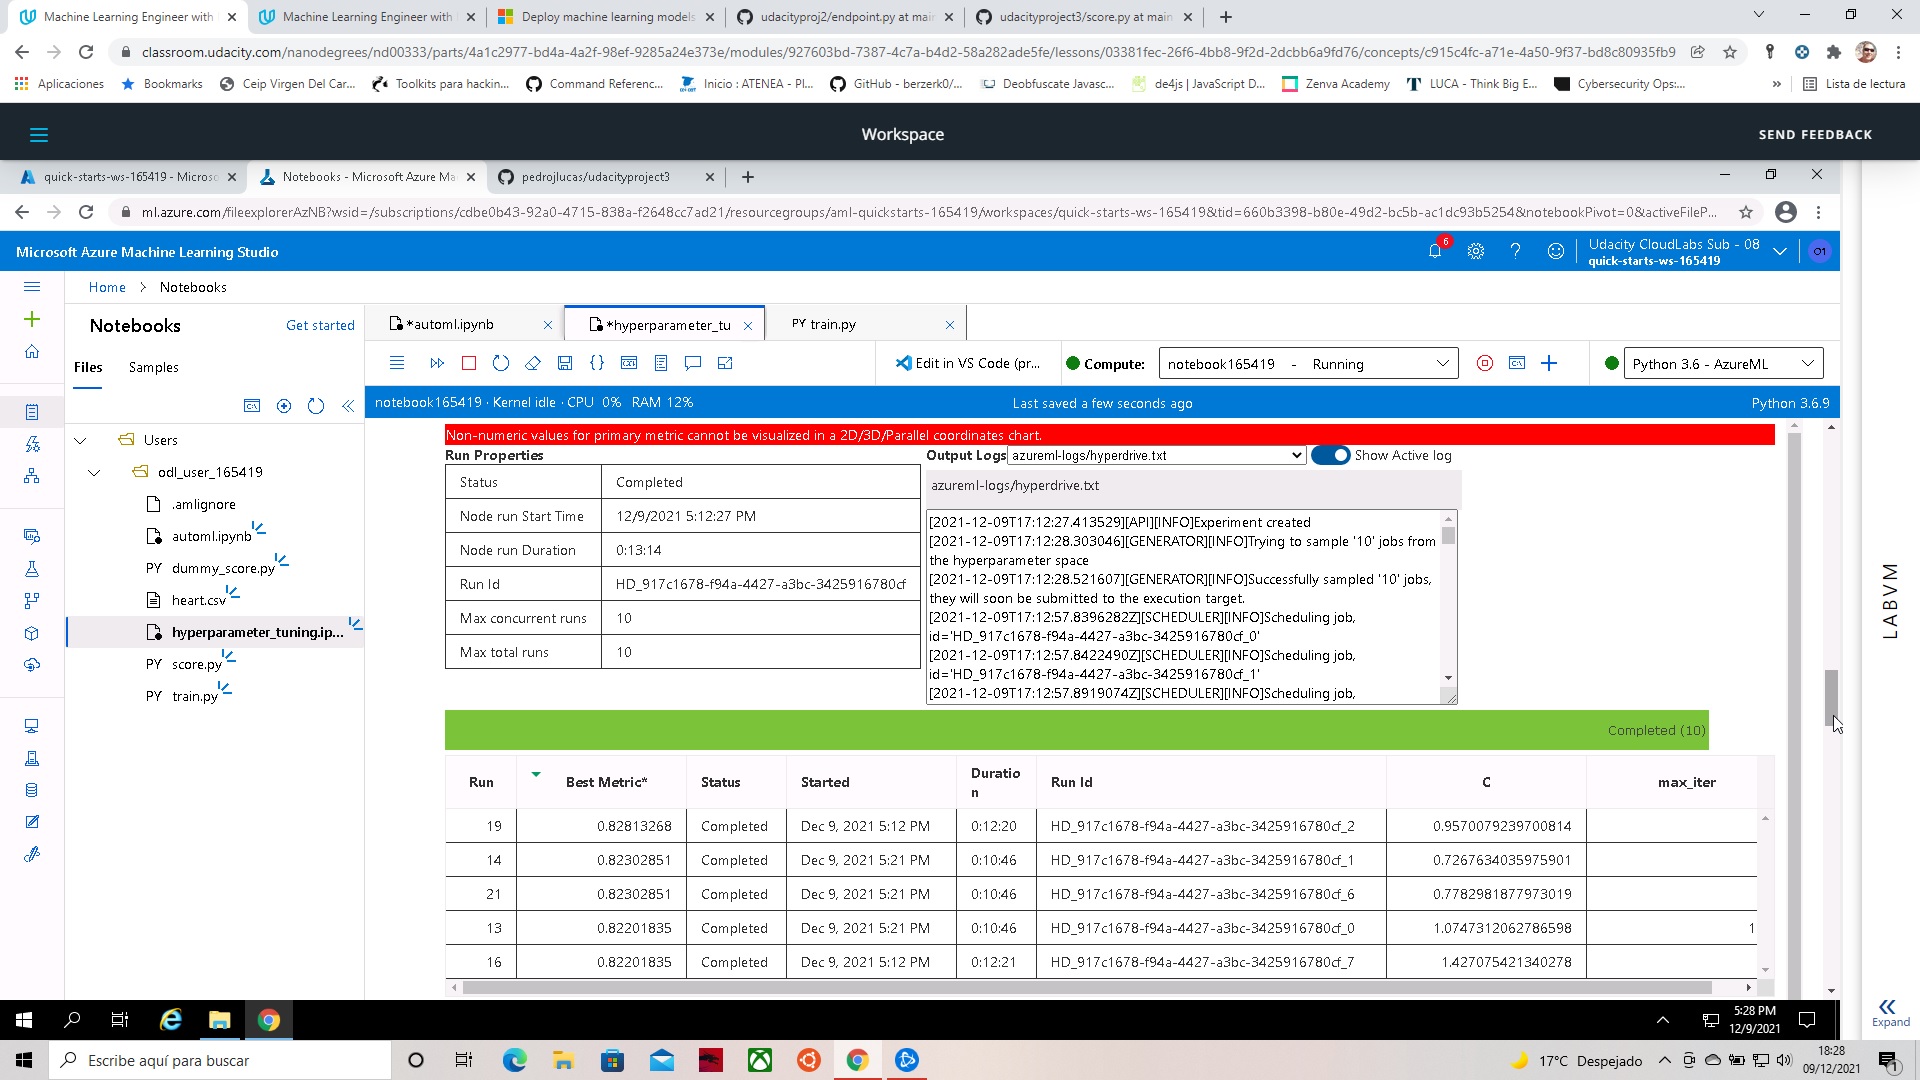 Machine Learning Engineer with
Machine Learning Engineer with
Deploy machine learning models
udacityproj2/endpoint.py at main
udacityproject3/score.py at main
classroom.udacity.com/nanodegrees/nd00333/parts/4a1c2977-bd4a-4a2f-98ef-9285a24e373e/modules/927603bd-7387-4c7a-b4d2-58a282ade5fe/lessons/03381fec-26f6-4bb8-9f2d-2dcbb6a9fd76/concepts/c915c4fc-a71e-4a50-9f37-bd8c80935fb9
Aplicaciones
Bookmarks
Ceip Virgen Del Car...
Toolkits para hackin...
Command Referenc...
Inicio : ATENEA - Pl...
GitHub - berzerk0/...
Deobfuscate Javasc...
de4js | JavaScript D...
Zenva Academy
LUCA - Think Big E...
Cybersecurity Ops:...
»
Lista de lectura
Workspace
SEND FEEDBACK
quick-starts-ws-165419 - Microso
Notebooks - Microsoft Azure Ma
pedrojlucas/udacityproject3
ml.azure.com/fileexplorerAzNB?wsid=/subscriptions/cdbe0b43-92a0-4715-838a-f2648cc7ad21/resourcegroups/aml-quickstarts-165419/workspaces/quick-starts-ws-165419&tid=660b3398-b80e-49d2-bc5b-ac1dc93b5254&notebookPivot=0&activeFileP...
Microsoft Azure Machine Learning Studio
6
Udacity CloudLabs Sub - 08
quick-starts-ws-165419
O1
Home > Notebooks
Notebooks
Get started
Files
Samples
*automl.ipynb
*hyperparameter_tu
PY train.py
Edit in VS Code (pr...
Compute:
notebook165419 - Running
Python 3.6 - AzureML
notebook165419 · Kernel idle · CPU 0% RAM 12%
Last saved a few seconds ago
Python 3.6.9
Users
odl_user_165419
.amlignore
automl.ipynb
PY dummy_score.py
heart.csv
hyperparameter_tuning.ip...
PY score.py
PY train.py
Non-numeric values for primary metric cannot be visualized in a 2D/3D/Parallel coordinates chart.
Run Properties
Status Completed
Node run Start Time 12/9/2021 5:12:27 PM
Node run Duration 0:13:14
Run Id HD_917c1678-f94a-4427-a3bc-3425916780cf
Max concurrent runs 10
Max total runs 10
Output Logs azureml-logs/hyperdrive.txt
Show Active log
azureml-logs/hyperdrive.txt
[2021-12-09T17:12:27.413529][API][INFO]Experiment created
[2021-12-09T17:12:28.303046][GENERATOR][INFO]Trying to sample '10' jobs from
the hyperparameter space
[2021-12-09T17:12:28.521607][GENERATOR][INFO]Successfully sampled '10' jobs,
they will soon be submitted to the execution target.
[2021-12-09T17:12:57.8396282Z][SCHEDULER][INFO]Scheduling job,
id='HD_917c1678-f94a-4427-a3bc-3425916780cf_0'
[2021-12-09T17:12:57.8422490Z][SCHEDULER][INFO]Scheduling job,
id='HD_917c1678-f94a-4427-a3bc-3425916780cf_1'
[2021-12-09T17:12:57.8919074Z][SCHEDULER][INFO]Scheduling job,
Completed (10)
Run Best Metric* Status Started Duratio
n Run Id C max_iter
19 0.82813268 Completed Dec 9, 2021 5:12 PM 0:12:20 HD_917c1678-f94a-4427-a3bc-3425916780cf_2 0.9570079239700814
14 0.82302851 Completed Dec 9, 2021 5:21 PM 0:10:46 HD_917c1678-f94a-4427-a3bc-3425916780cf_1 0.7267634035975901
21 0.82302851 Completed Dec 9, 2021 5:21 PM 0:10:46 HD_917c1678-f94a-4427-a3bc-3425916780cf_6 0.7782981877973019
13 0.82201835 Completed Dec 9, 2021 5:21 PM 0:10:46 HD_917c1678-f94a-4427-a3bc-3425916780cf_0 1.0747312062786598 1
16 0.82201835 Completed Dec 9, 2021 5:12 PM 0:12:21 HD_917c1678-f94a-4427-a3bc-3425916780cf_7 1.427075421340278
LABVM
Expand
5:28 PM
12/9/2021
Escribe aquí para buscar
17°C Despejado
18:28
09/12/2021
1